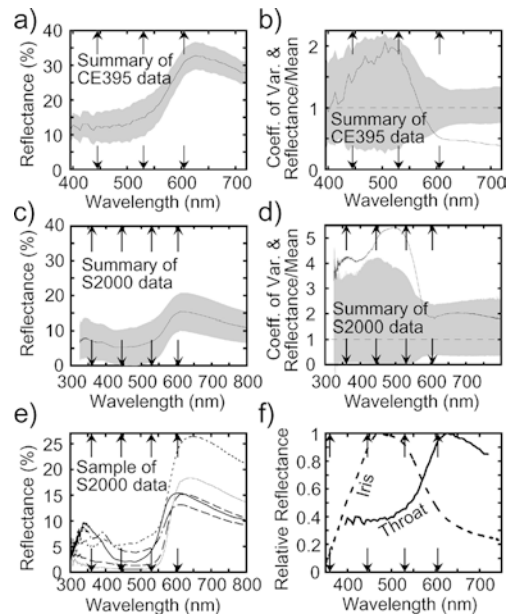 a)
Reflectance (%)
40
30
20
10
0
Summary of
CE395 data
400 500 600 700
Wavelength (nm)
b)
Coeff. of Var. &
Reflectance/Mean
2
1
0
Summary of
CE395 data
400 500 600 700
Wavelength (nm)
c)
Reflectance (%)
40
30
20
10
0
Summary of
S2000 data
300 400 500 600 700 800
Wavelength (nm)
d)
Coeff. of Var. &
Reflectance/Mean
5
4
3
2
1
0
Summary of
S2000 data
300 400 500 600 700 800
Wavelength (nm)
e)
Reflectance (%)
25
20
15
10
5
0
Sample of
S2000 data
300 400 500 600 700 800
Wavelength (nm)
f)
Relative Reflectance
1
0.8
0.6
0.4
0.2
0
Iris
Throat
400 500 600 700
Wavelength (nm)